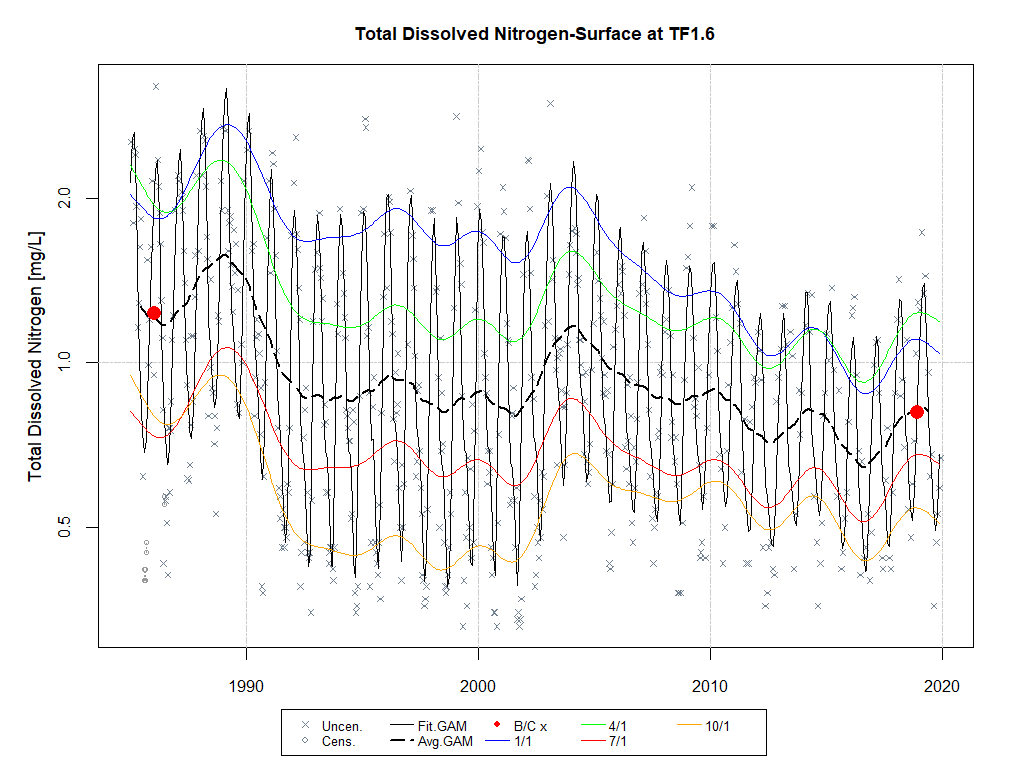 Total Dissolved Nitrogen-Surface at TF1.6
Total Dissolved Nitrogen [mg/L]
2.0
1.0
0.5
1990 2000 2010 2020
Uncen. Fit.GAM B/C x 4/1 10/1
Cens. Avg.GAM 1/1 7/1